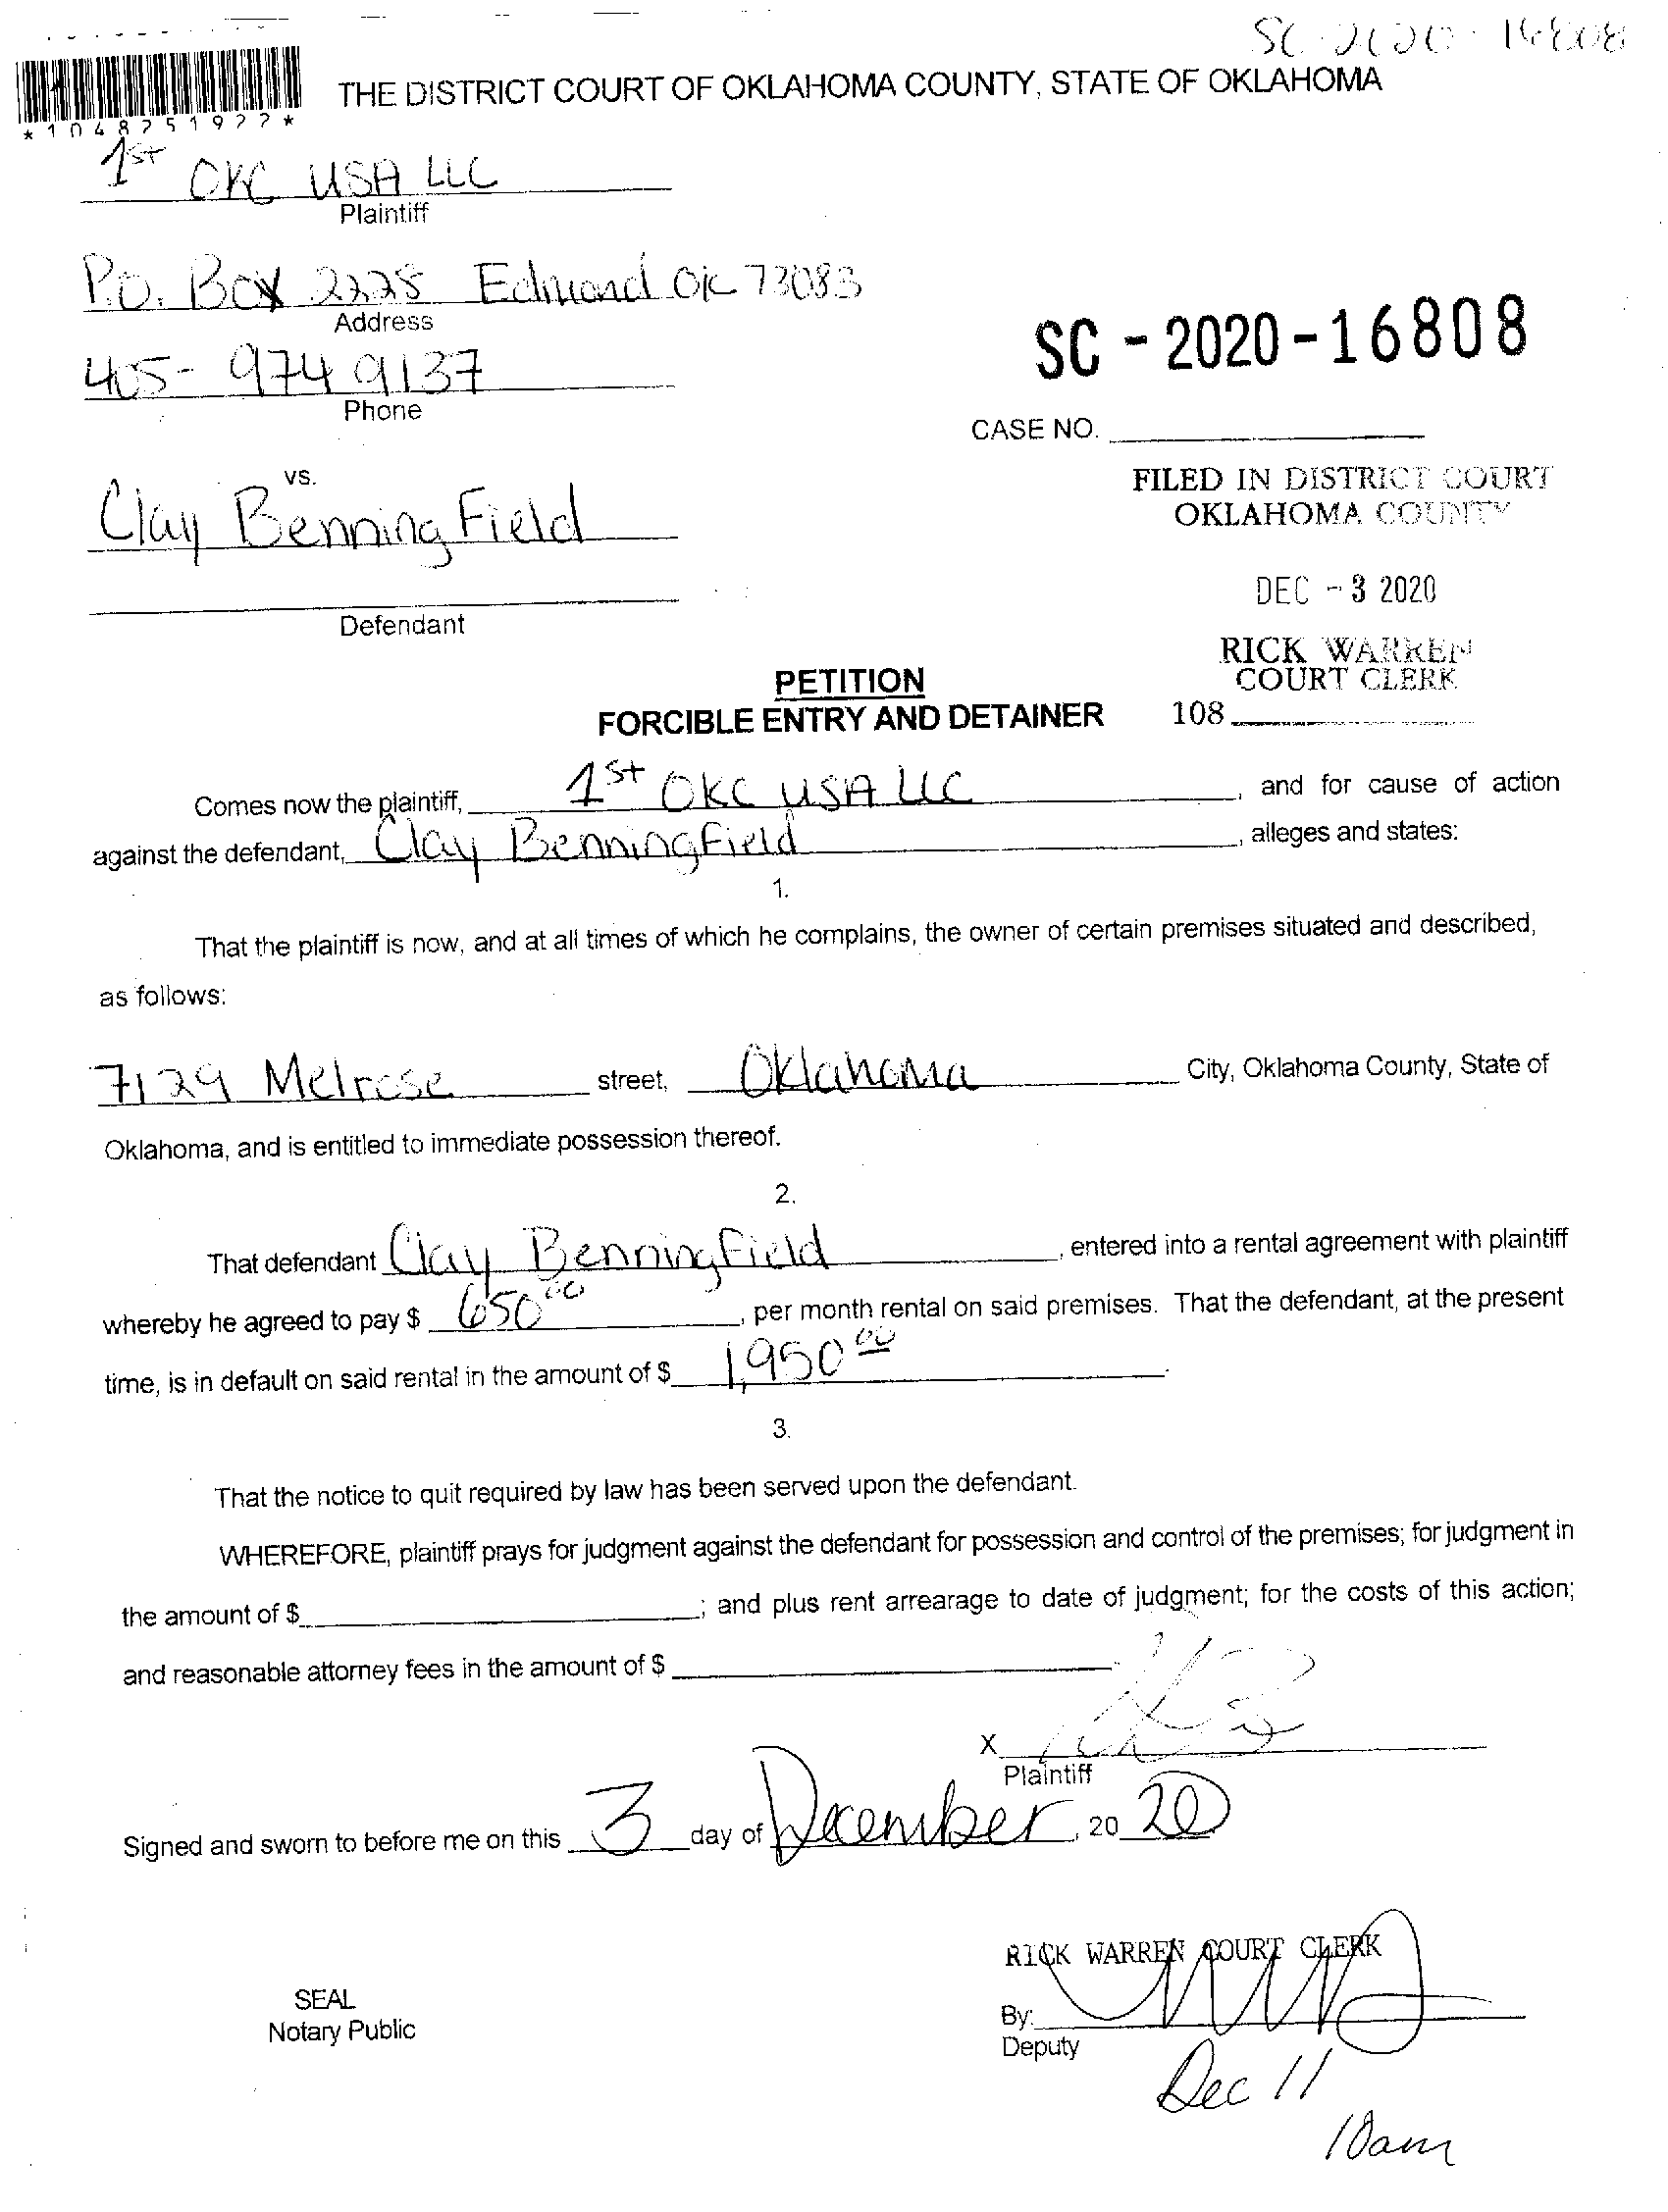 SC-2020-16808
THE DISTRICT COURT OF OKLAHOMA COUNTY, STATE OF OKLAHOMA
*1048251922*
1st OKC USA LLC
Plaintiff
P.O. Box 2228 Edmond OK 73083
Address
SC - 2020 - 16808
405- 974 9137
Phone
CASE NO.
vs.
FILED IN DISTRICT COURT
OKLAHOMA COUNTY
Clay Benning Field
DEC - 3 2020
Defendant
RICK WARREN
COURT CLERK
PETITION
FORCIBLE ENTRY AND DETAINER
108
Comes now the plaintiff, 1st OKC USA LLC, and for cause of action
against the defendant, Clay Benningfield, alleges and states:
1.
That the plaintiff is now, and at all times of which he complains, the owner of certain premises situated and described,
as follows:
7129 Melrose street, Oklahoma City, Oklahoma County, State of
Oklahoma, and is entitled to immediate possession thereof.
2.
That defendant Clay Benningfield, entered into a rental agreement with plaintiff
whereby he agreed to pay $ 650 00, per month rental on said premises. That the defendant, at the present
time, is in default on said rental in the amount of $ 1,950 00.
3.
That the notice to quit required by law has been served upon the defendant.
WHEREFORE, plaintiff prays for judgment against the defendant for possession and control of the premises; for judgment in
the amount of $ ; and plus rent arrearage to date of judgment; for the costs of this action;
and reasonable attorney fees in the amount of $ .
X
Plaintiff
Signed and sworn to before me on this 3 day of December, 20 20
RICK WARREN COURT CLERK
SEAL
Notary Public
By:
Deputy
Dec 11
10am